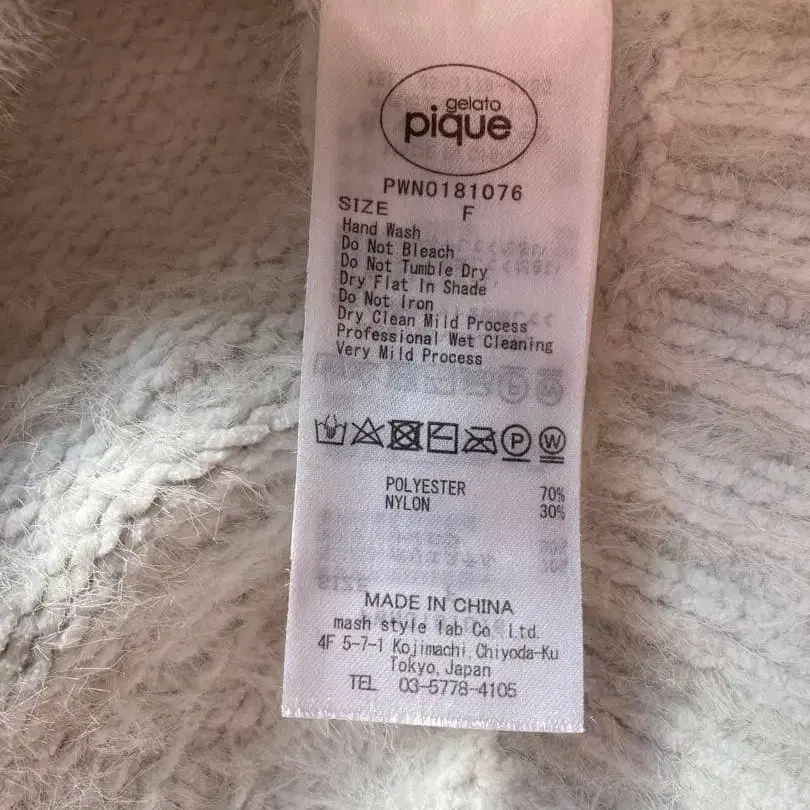 gelato
pique
PWNO181076
SIZE F
Hand Wash
Do Not Bleach
Do Not Tumble Dry
Dry Flat In Shade
Do Not Iron
Dry Clean Mild Process
Professional Wet Cleaning
Very Mild Process
P W
POLYESTER 70%
NYLON 30%
MADE IN CHINA
mash style lab Co. Ltd.
4F 5-7-1 Kojimachi, Chiyoda-Ku
Tokyo, Japan
TEL 03-5778-4105